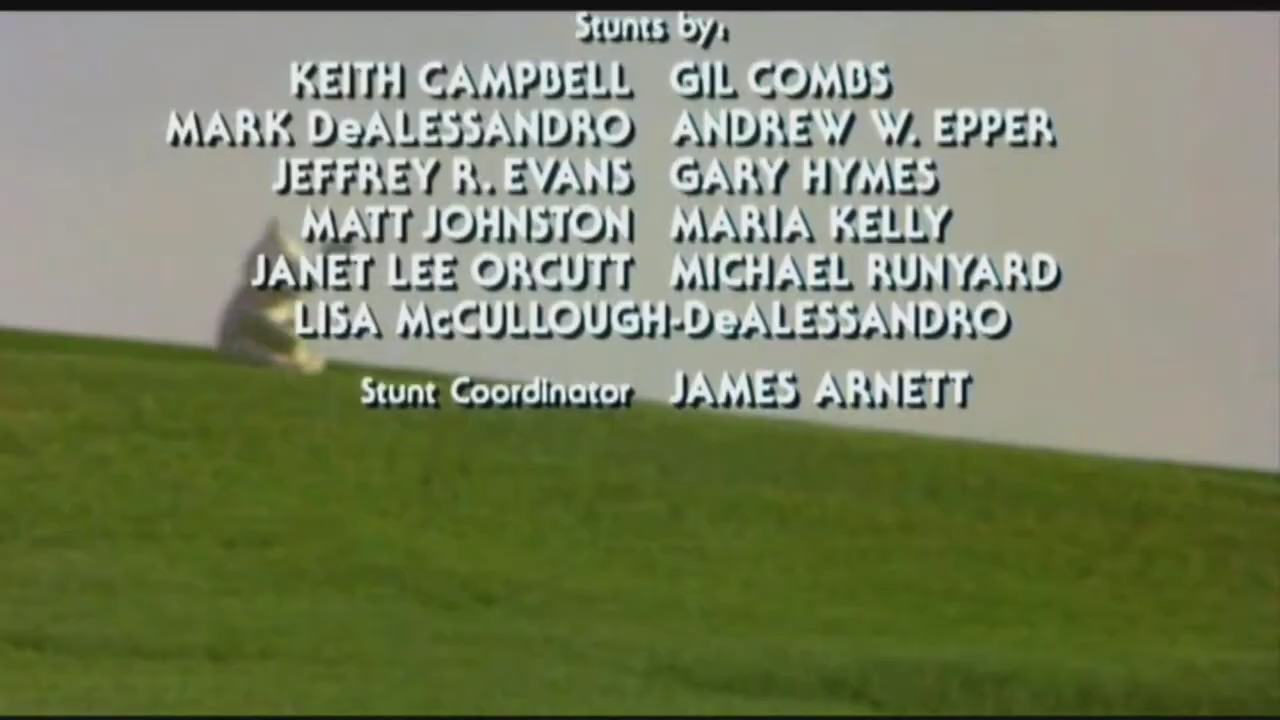 Stunts by:
KEITH CAMPBELL GIL COMBS
MARK DeALESSANDRO ANDREW W. EPPER
JEFFREY R. EVANS GARY HYMES
MATT JOHNSTON MARIA KELLY
JANET LEE ORCUTT MICHAEL RUNYARD
LISA McCULLOUGH-DeALESSANDRO
Stunt Coordinator JAMES ARNETT